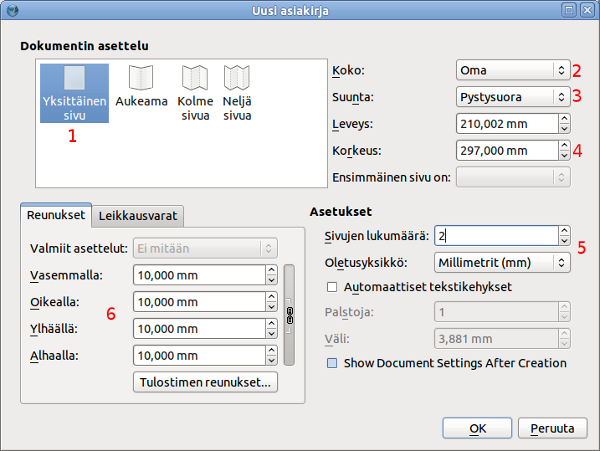 Uusi asiakirja
Dokumentin asettelu
Yksittäinen sivu
Aukeama
Kolme sivua
Neljä sivua
1
Koko: Oma 2
Suunta: Pystysuora 3
Leveys: 210,002 mm
Korkeus: 297,000 mm 4
Ensimmäinen sivu on:
Reunukset Leikkausvarat
Valmiit asettelut: Ei mitään
Vasemmalla: 10,000 mm
Oikealla: 10,000 mm
6
Ylhäällä: 10,000 mm
Alhaalla: 10,000 mm
Tulostimen reunukset...
Asetukset
Sivujen lukumäärä: 2
5
Oletusyksikkö: Millimetrit (mm)
Automaattiset tekstikehykset
Palstoja: 1
Väli: 3,881 mm
Show Document Settings After Creation
OK Peruuta